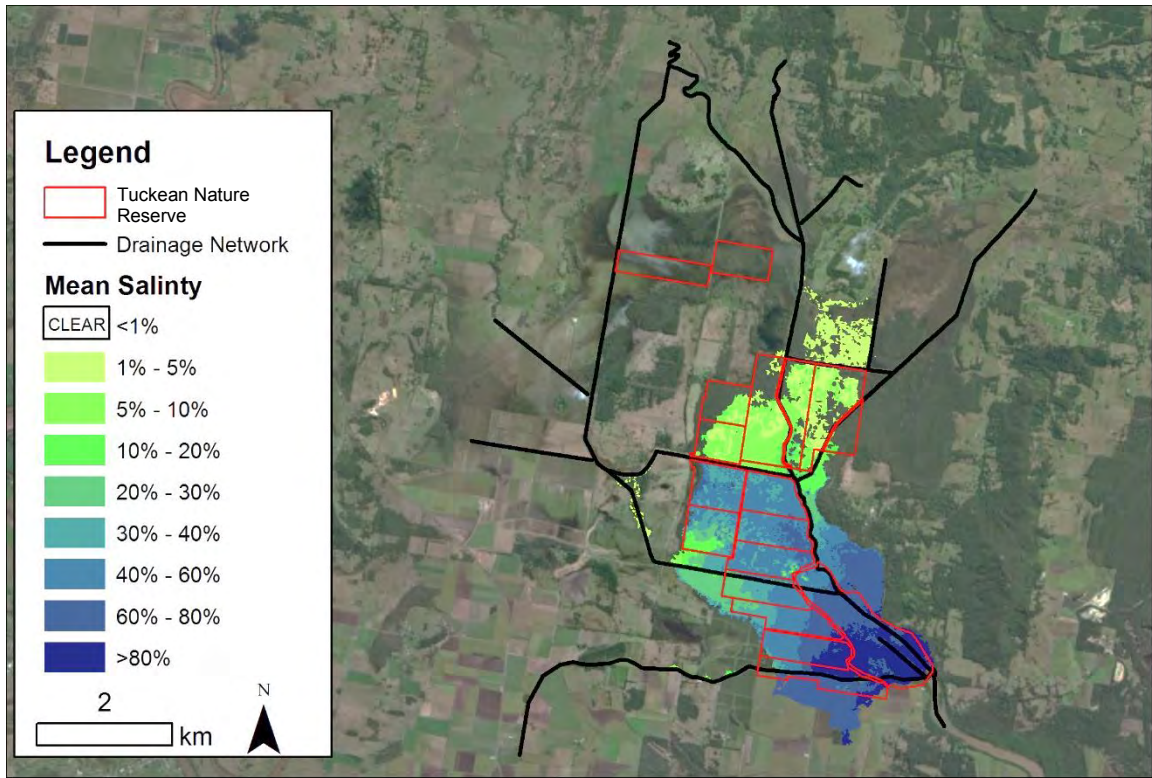 Legend
Tuckean Nature
Reserve
Drainage Network
Mean Salinty
CLEAR <1%
1% - 5%
5% - 10%
10% - 20%
20% - 30%
30% - 40%
40% - 60%
60% - 80%
>80%
2
km
N